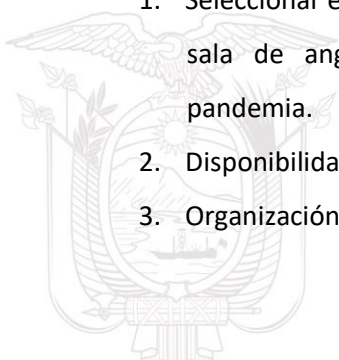 1. Seleccionar e
sala de ang
pandemia.
2. Disponibilida
3. Organización